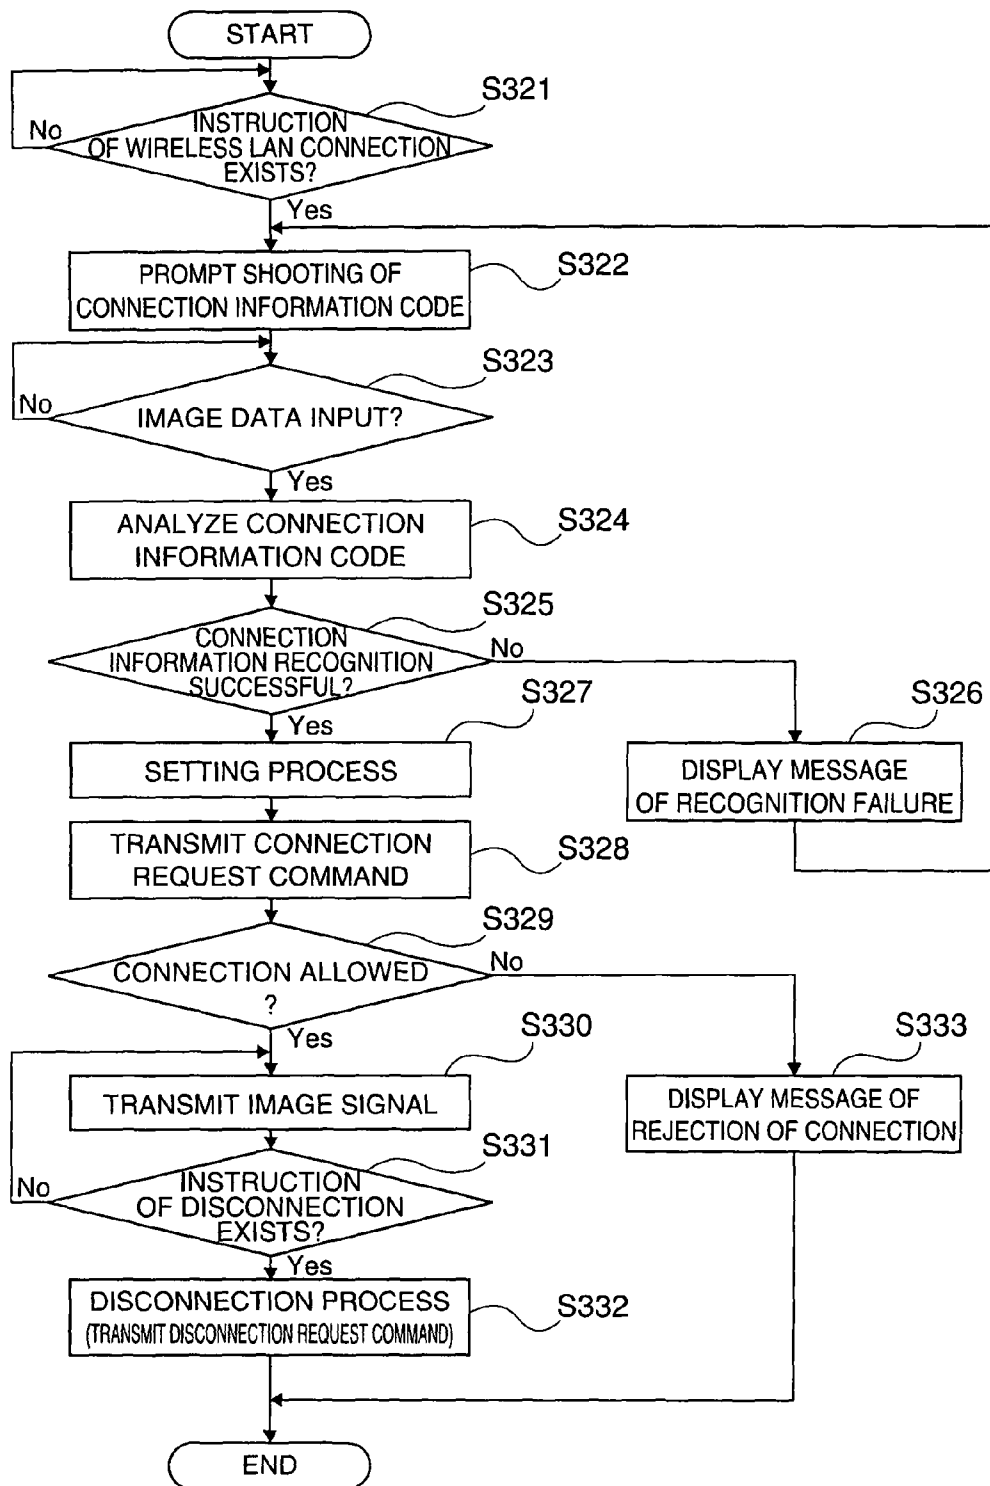 START
S321
INSTRUCTION
OF WIRELESS LAN CONNECTION
EXISTS?
No
Yes
PROMPT SHOOTING OF
CONNECTION INFORMATION CODE
S322
S323
IMAGE DATA INPUT?
No
Yes
ANALYZE CONNECTION
INFORMATION CODE
S324
S325
CONNECTION
INFORMATION RECOGNITION
SUCCESSFUL?
No
Yes
S326
DISPLAY MESSAGE
OF RECOGNITION FAILURE
S327
SETTING PROCESS
TRANSMIT CONNECTION
REQUEST COMMAND
S328
S329
CONNECTION ALLOWED
?
No
Yes
S330
TRANSMIT IMAGE SIGNAL
S333
DISPLAY MESSAGE OF
REJECTION OF CONNECTION
S331
INSTRUCTION
OF DISCONNECTION
EXISTS?
No
Yes
DISCONNECTION PROCESS
(TRANSMIT DISCONNECTION REQUEST COMMAND)
S332
END